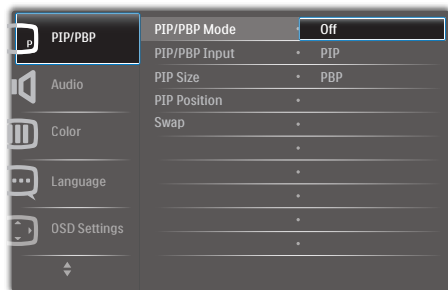 P
PIP/PBP
Audio
Color
Language
OSD Settings
PIP/PBP Mode
PIP/PBP Input
PIP Size
PIP Position
Swap
Off
PIP
PBP